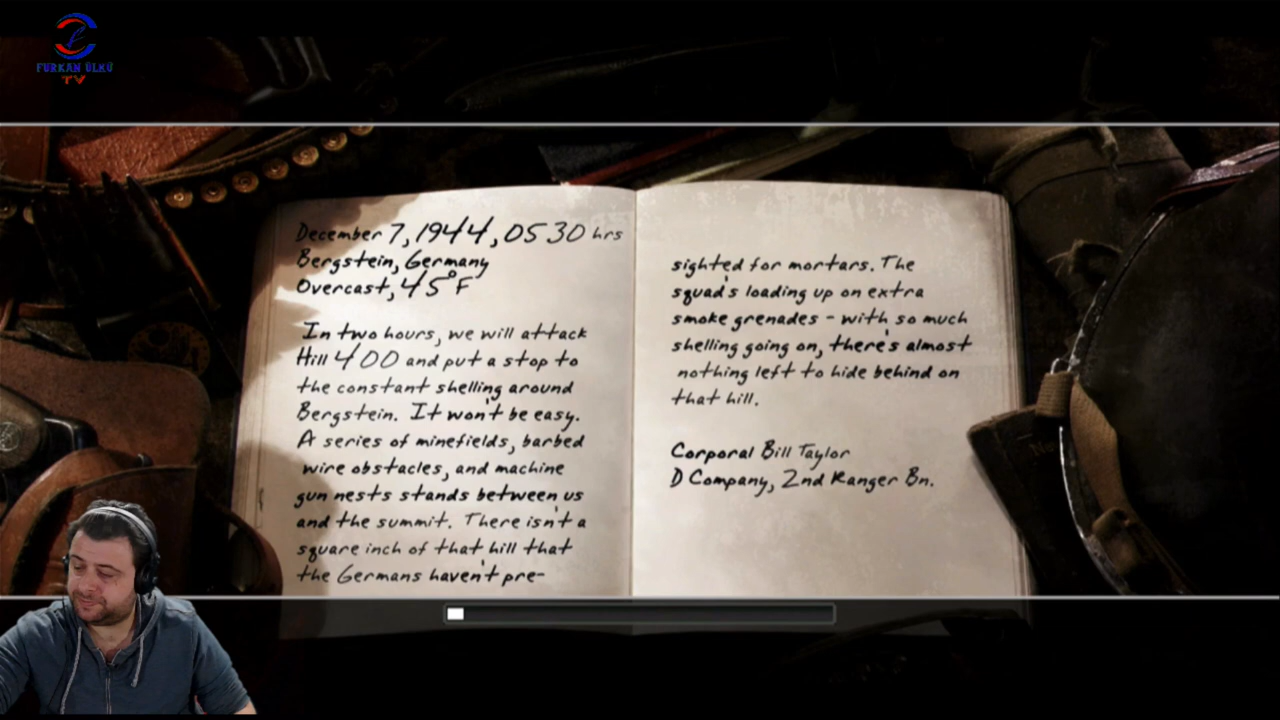 FURKAN ÜLKÜ
TV
December 7, 1944, 0530 hrs
Bergstein, Germany
Overcast, 45°F
In two hours, we will attack
Hill 400 and put a stop to
the constant shelling around
Bergstein. It won't be easy.
A series of minefields, barbed
wire obstacles, and machine
gun nests stands between us
and the summit. There isn't a
square inch of that hill that
the Germans haven't pre-
sighted for mortars. The
squad's loading up on extra
smoke grenades - with so much
shelling going on, there's almost
nothing left to hide behind on
that hill.
Corporal Bill Taylor
D Company, 2nd Ranger Bn.